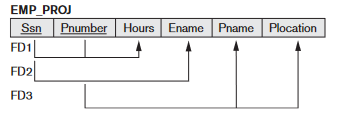 EMP_PROJ
Ssn Pnumber Hours Ename Pname Plocation
FD1
FD2
FD3